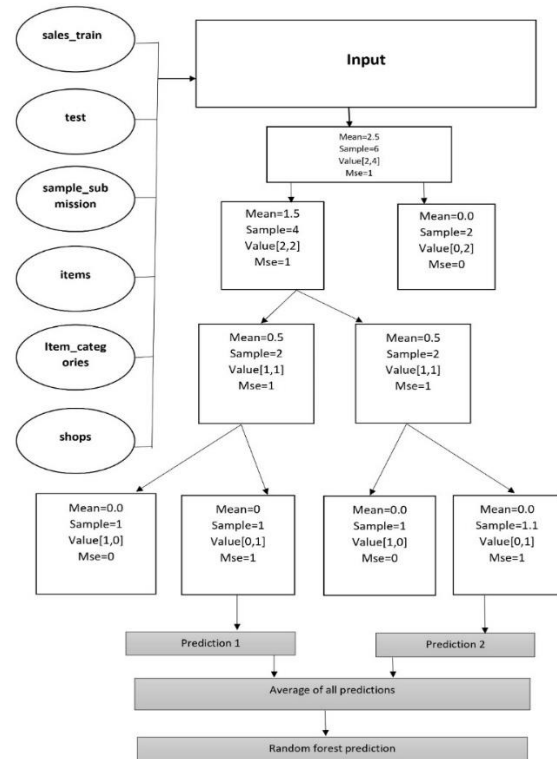 sales_train
test
sample_sub
mission
items
Item_categ
ories
shops
Input
Mean=2.5
Sample=6
Value[2,4]
Mse=1
Mean=1.5
Sample=4
Value[2,2]
Mse=1
Mean=0.0
Sample=2
Value[0,2]
Mse=0
Mean=0.5
Sample=2
Value[1,1]
Mse=1
Mean=0.5
Sample=2
Value[1,1]
Mse=1
Mean=0.0
Sample=1
Value[1,0]
Mse=0
Mean=0
Sample=1
Value[0,1]
Mse=1
Mean=0.0
Sample=1
Value[1,0]
Mse=0
Mean=0.0
Sample=1.1
Value[0,1]
Mse=1
Prediction 1
Prediction 2
Average of all predictions
Random forest prediction